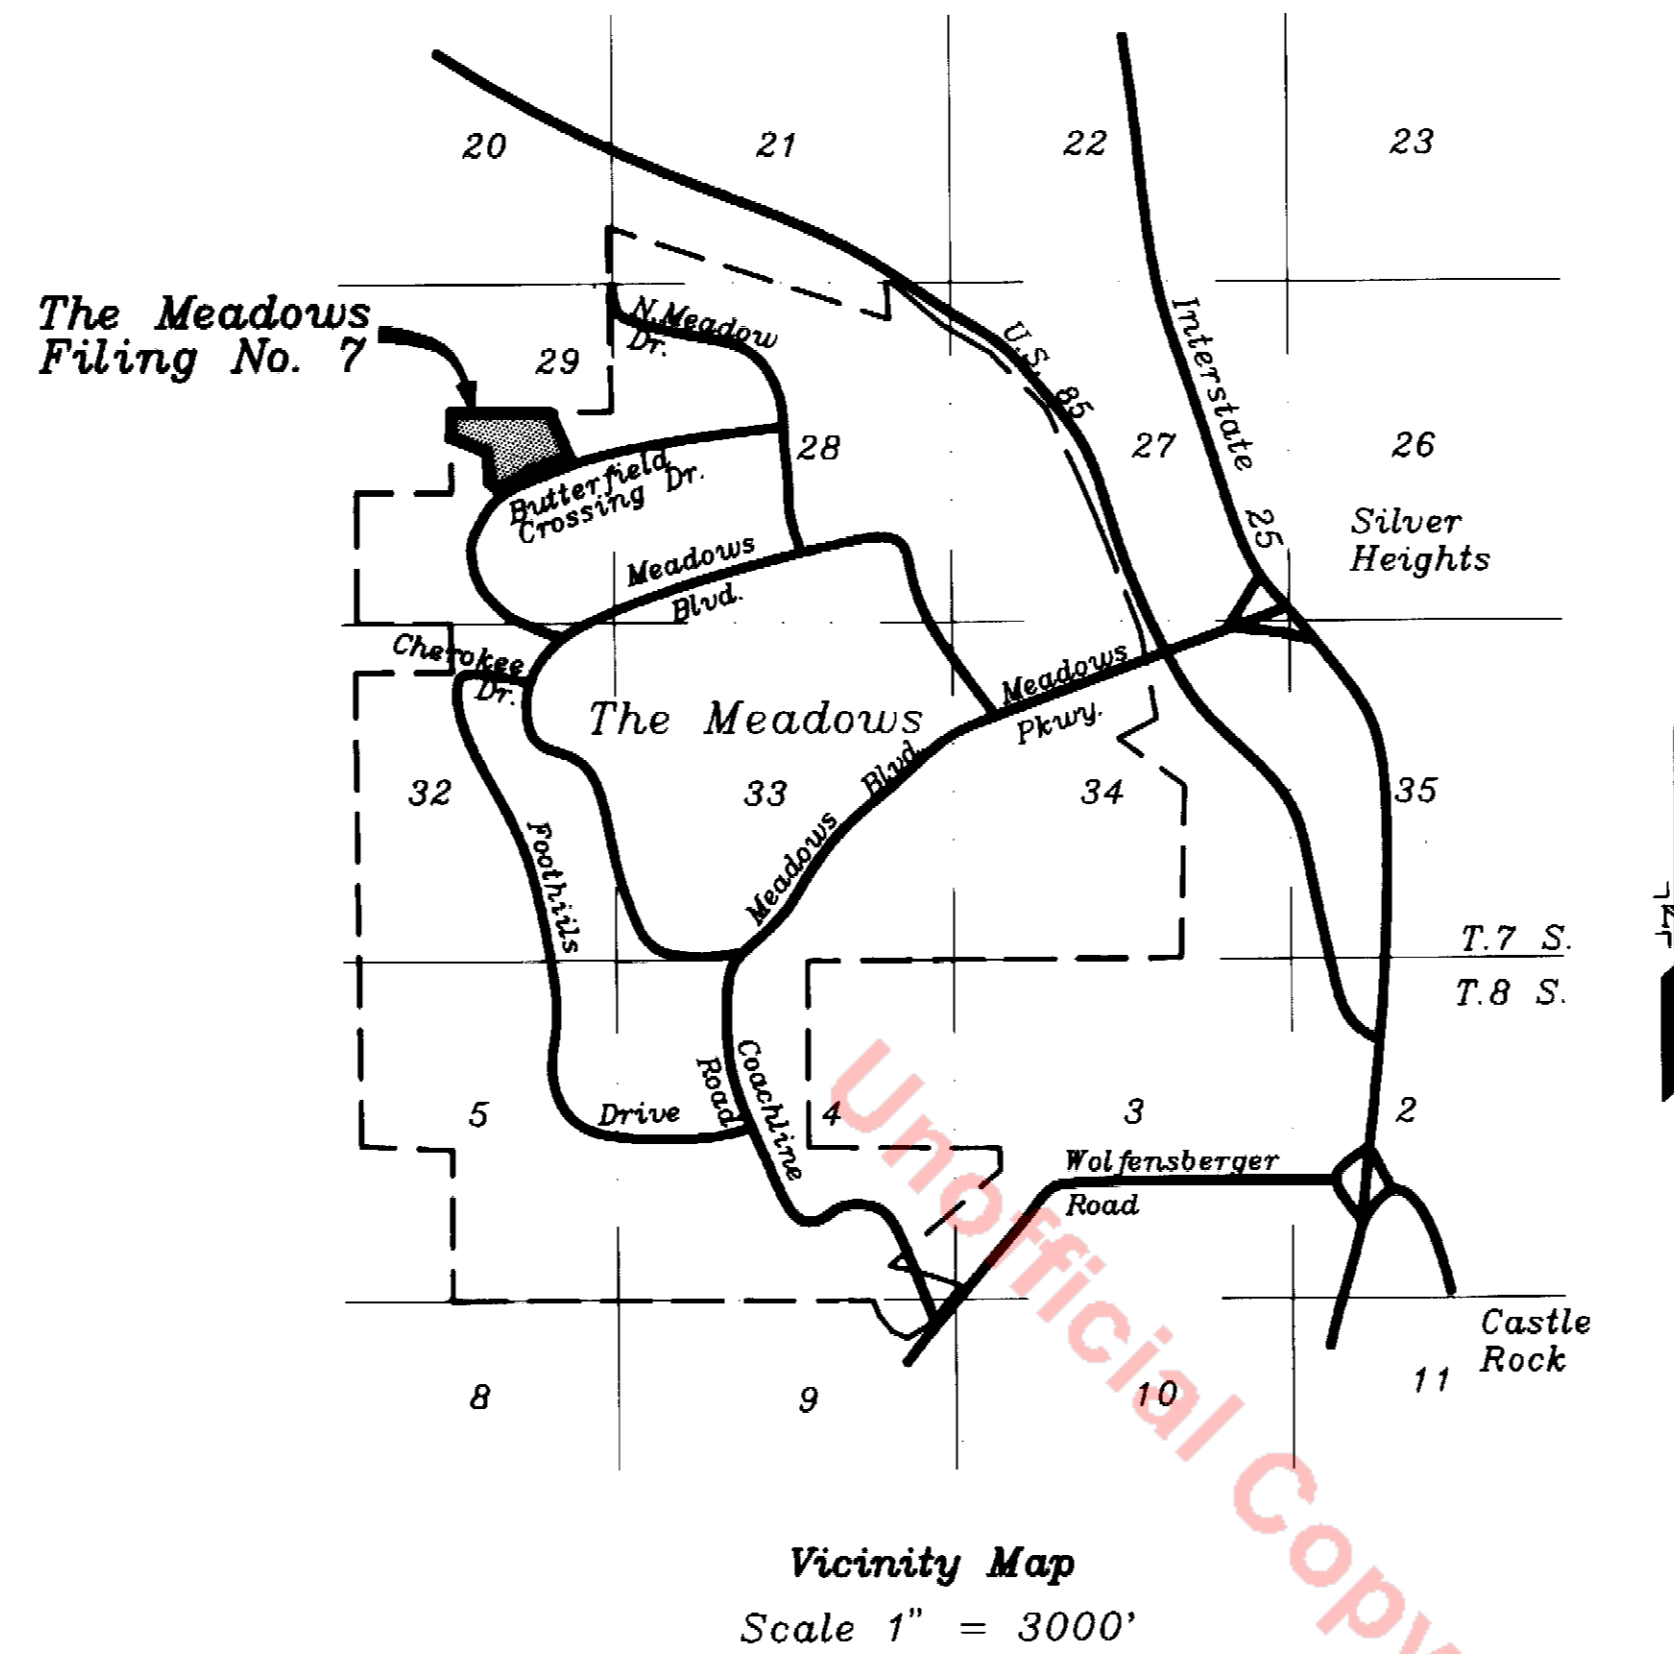 20
21
22
23
The Meadows
Filing No. 7
29
N.Meadow
Dr.
U.S. 85
Interstate
25
28
27
26
Butterfield
Crossing Dr.
Silver
Heights
Meadows
Blvd.
Cherokee
Dr.
The Meadows
Meadows
Pkwy.
32
33
Meadows Blvd.
34
35
Foothills
T.7 S.
T.8 S.
Coachline
Road
5
Drive
4
3
2
Wolfensberger
Road
Castle
Rock
8
9
10
11
Unofficial Copy
Vicinity Map
Scale 1" = 3000'